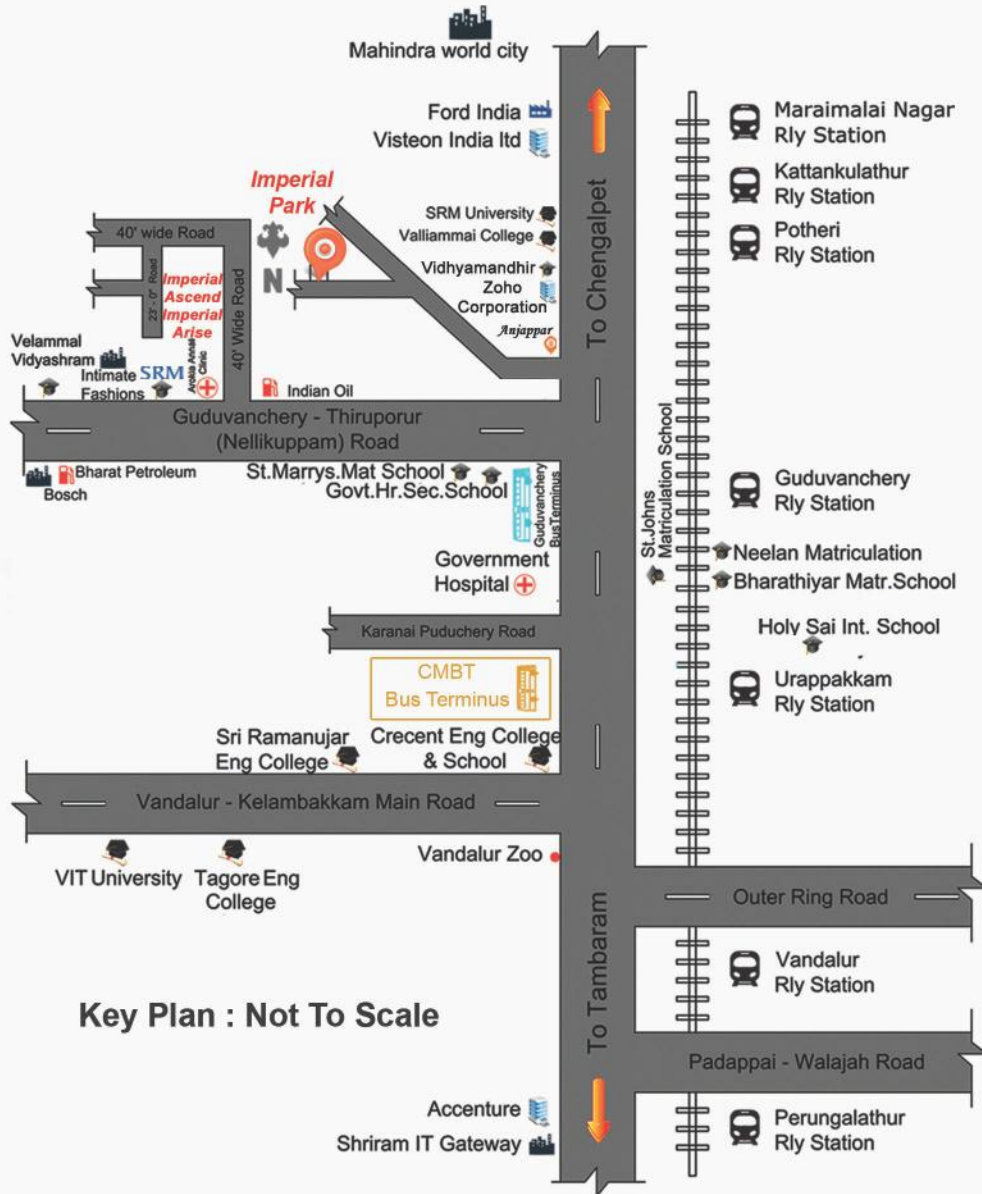 Mahindra world city
Ford India
Visteon India ltd
To Chengalpet
Maraimalai Nagar
Rly Station
Kattankulathur
Rly Station
Potheri
Rly Station
Imperial
Park
N
SRM University
Valliammai College
Vidhyamandhir
Zoho
Corporation
Anjappar
40' wide Road
23'-0" Road
Imperial
Ascend
Imperial
Arise
40' Wide Road
Velammal
Vidyashram
Intimate
Fashions
SRM
Arokia Annai
Clinic
Indian Oil
Guduvanchery - Thiruporur
(Nellikuppam) Road
Bosch
Bharat Petroleum
St.Marrys.Mat School
Govt.Hr.Sec.School
Guduvanchery
BusTerminus
St.Johns
Matriculation School
Guduvanchery
Rly Station
Neelan Matriculation
Bharathiyar Matr.School
Government
Hospital
Karanai Puduchery Road
Holy Sai Int. School
CMBT
Bus Terminus
Urappakkam
Rly Station
Sri Ramanujar
Eng College
Crecent Eng College
& School
Vandalur - Kelambakkam Main Road
VIT University
Tagore Eng
College
Vandalur Zoo
Outer Ring Road
To Tambaram
Vandalur
Rly Station
Key Plan : Not To Scale
Padappai - Walajah Road
Accenture
Shriram IT Gateway
Perungalathur
Rly Station